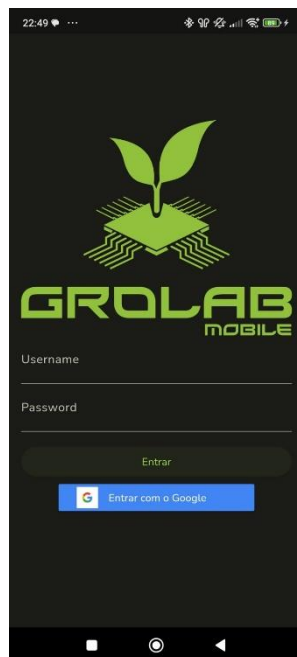 22:49
GROLAB
MOBILE
Username
Password
Entrar
G Entrar com o Google